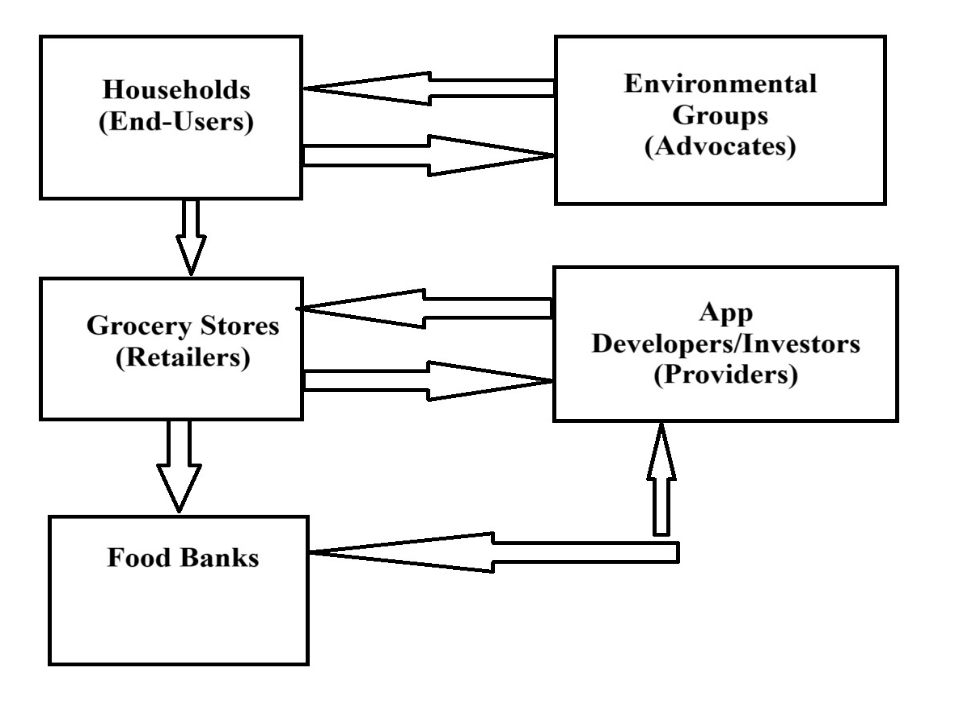 Households
(End-Users)
Environmental
Groups
(Advocates)
Grocery Stores
(Retailers)
App
Developers/Investors
(Providers)
Food Banks